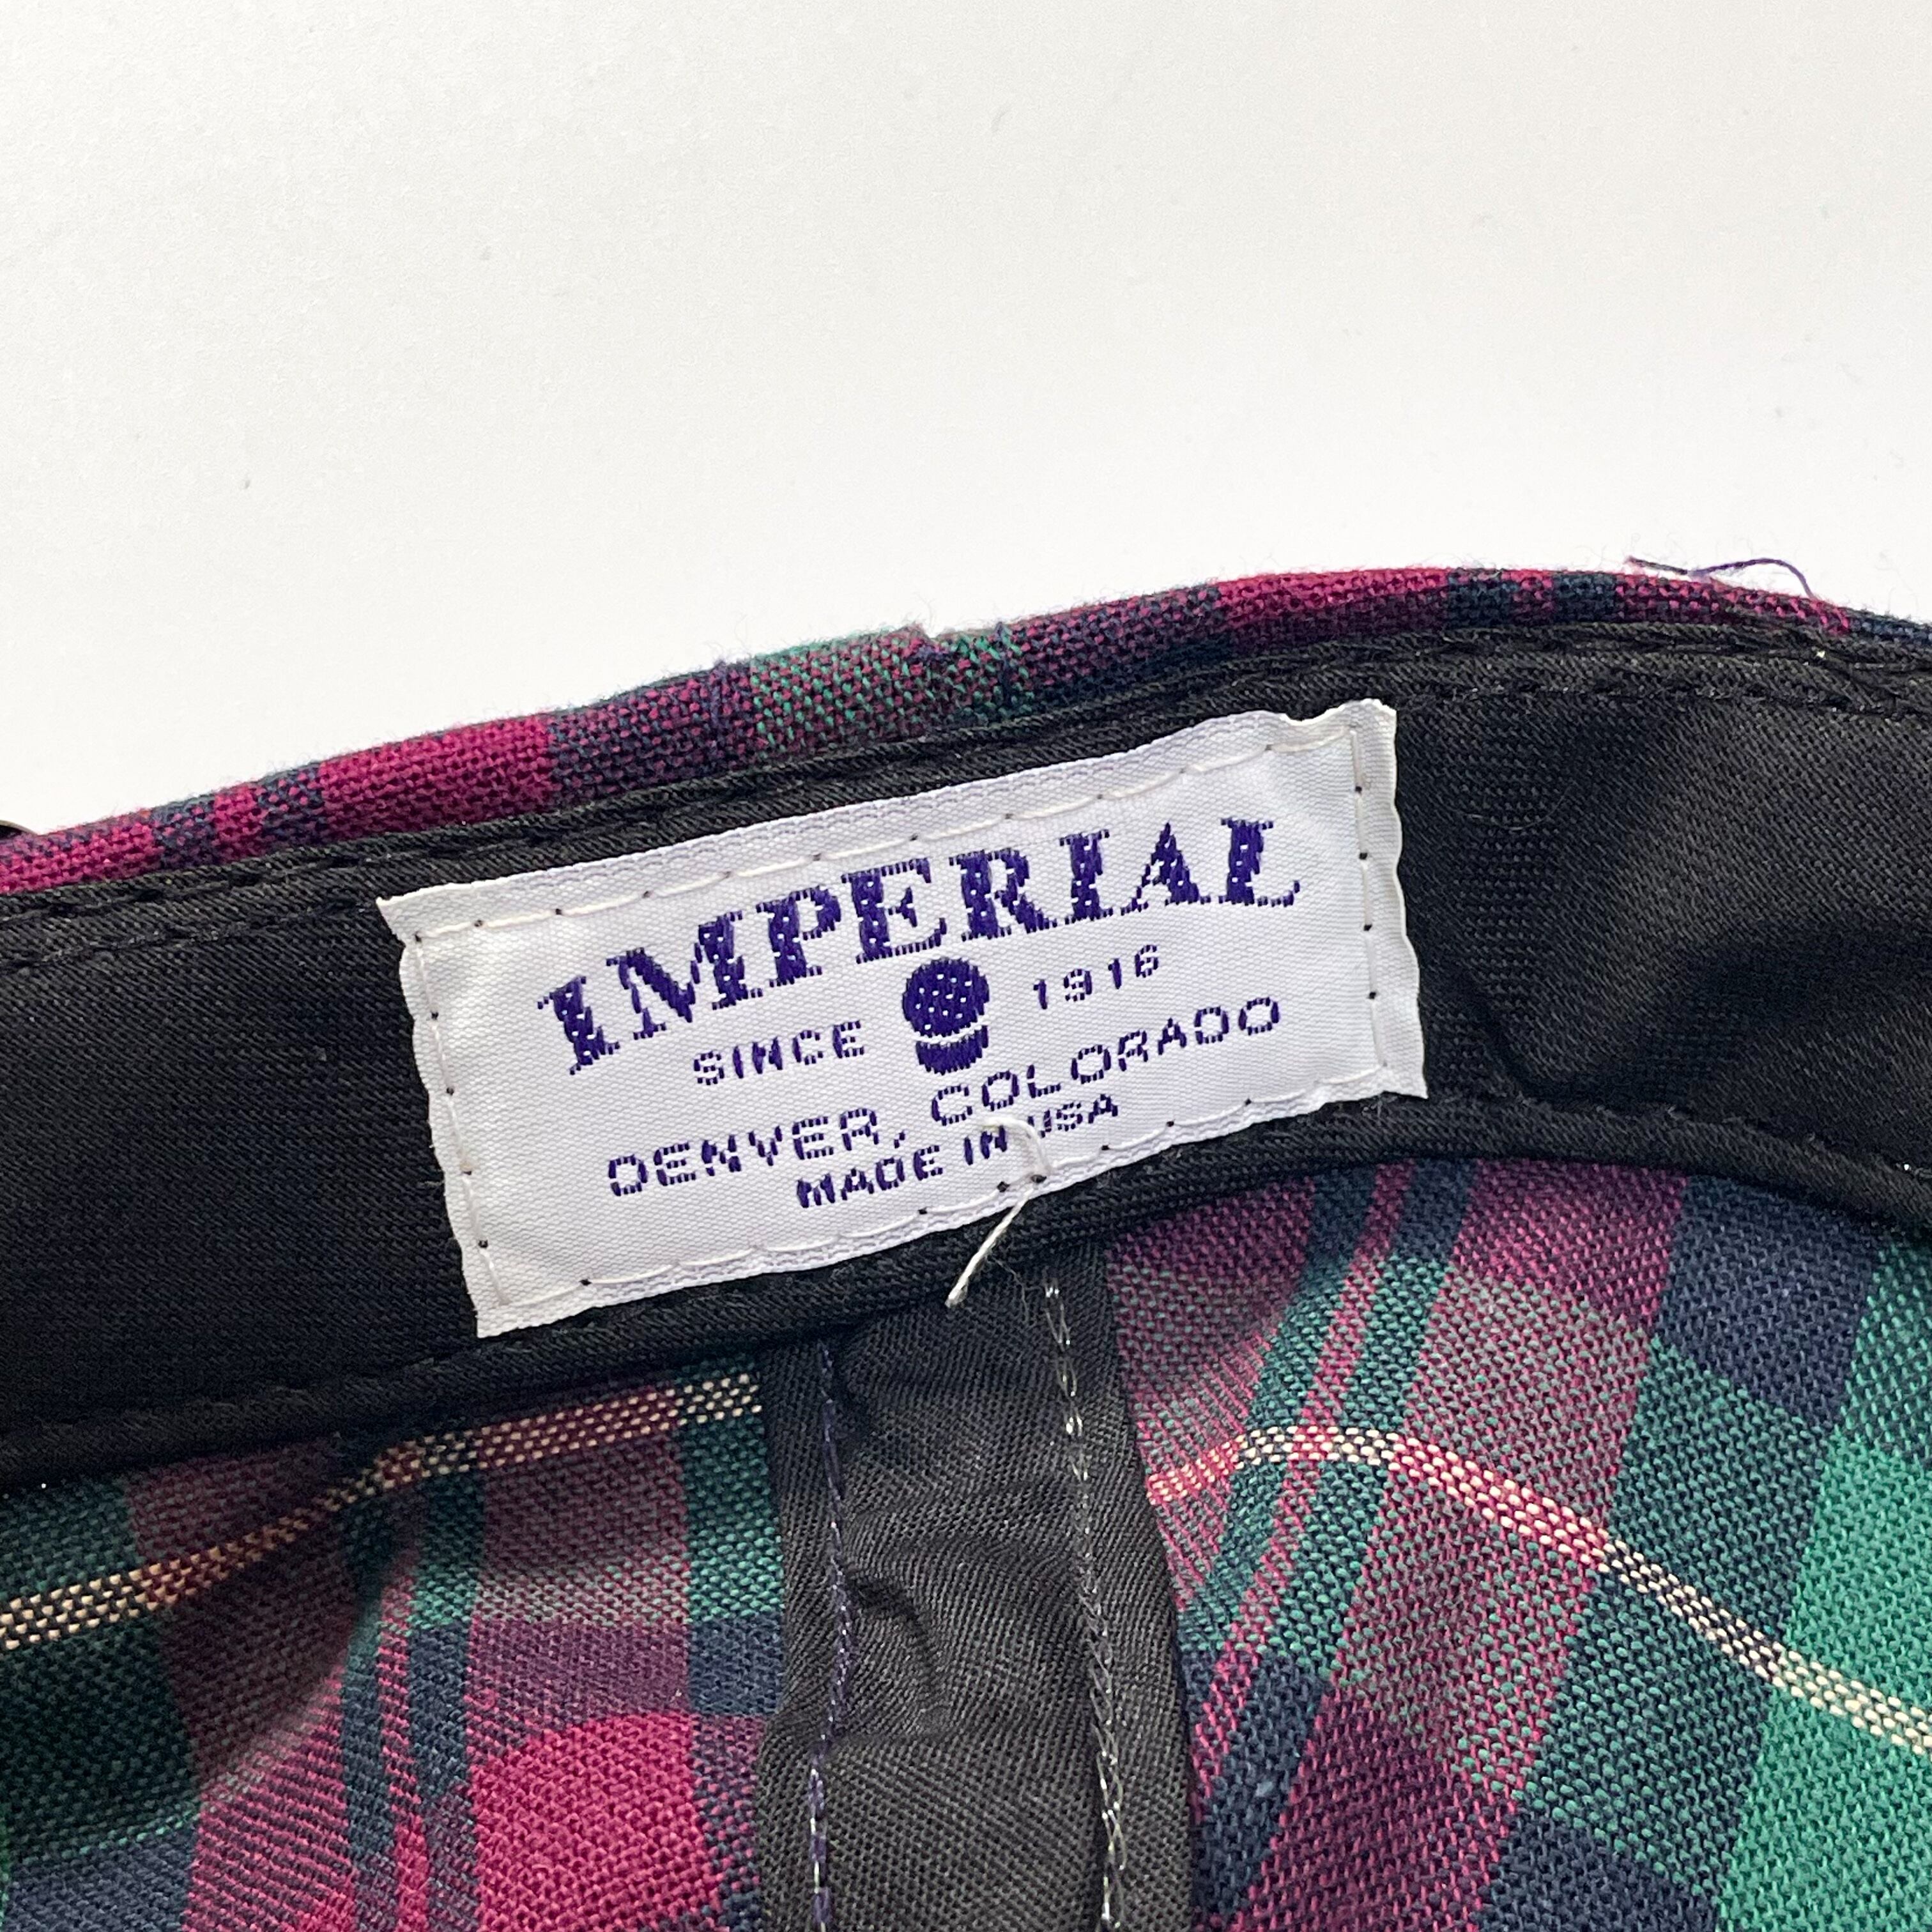 IMPERIAL
SINCE 1916
DENVER, COLORADO
MADE IN USA